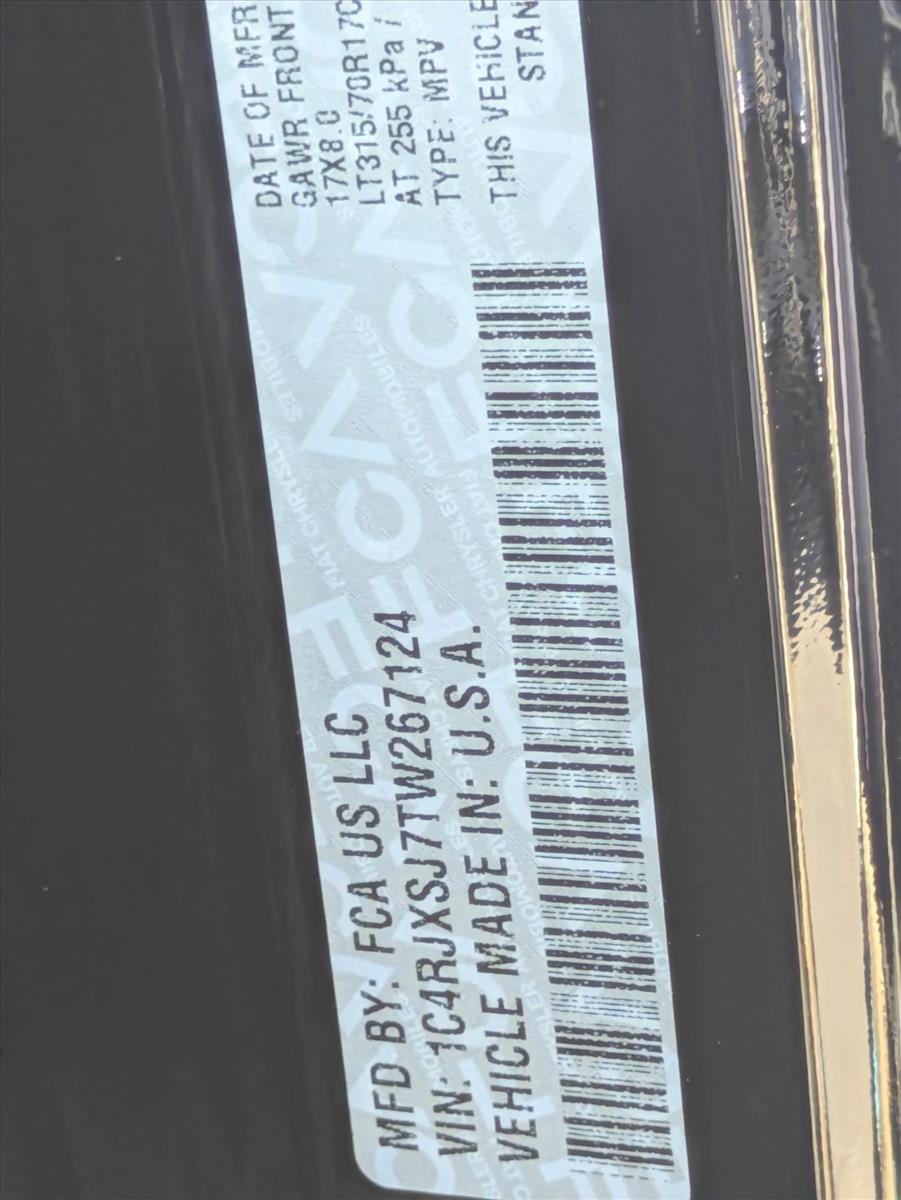 MFD BY: FCA US LLC
DATE OF MFR
GAWR FRONT
17X8.0
LT315/70R17C
AT 255 kPa /
TYPE: MPV
VIN: 1C4RJXSJ7TW267124
VEHICLE MADE IN: U.S.A.
THIS VEHICLE
STAN